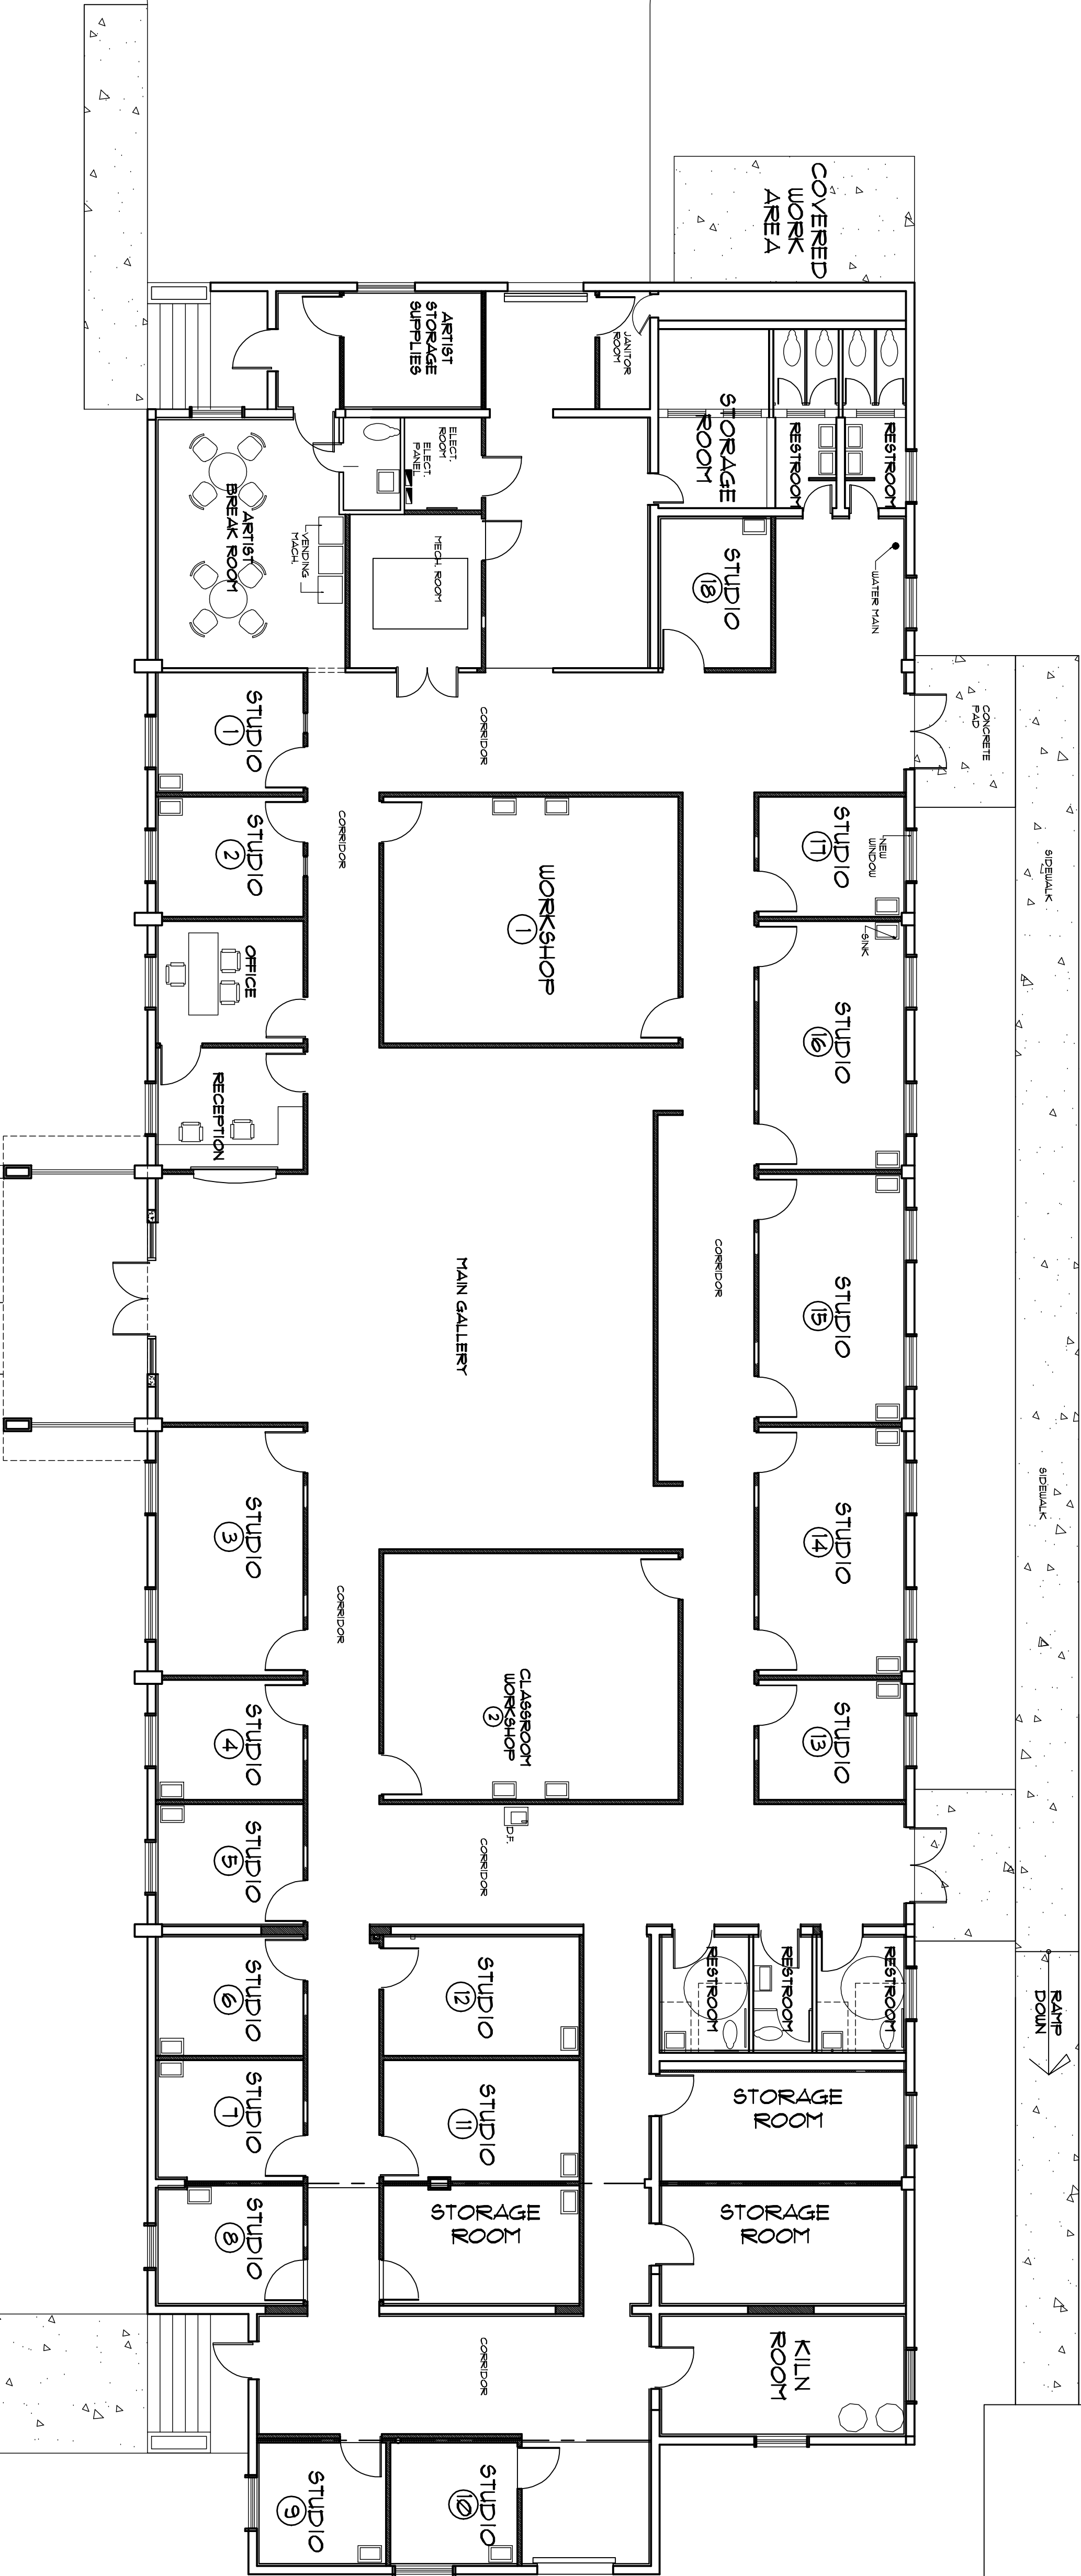 COVERED
WORK
AREA
ARTIST
STORAGE
SUPPLIES
JANITOR
ROOM
STORAGE
ROOM
RESTROOM
RESTROOM
ELECT.
ROOM
ELECT.
PANEL
ARTIST
BREAK ROOM
VENDING
MACH.
MECH. ROOM
STUDIO
18
WATER MAIN
CONCRETE
PAD
STUDIO
1
CORRIDOR
STUDIO
2
CORRIDOR
WORKSHOP
1
STUDIO
17
NEW
WINDOW
SIDEWALK
OFFICE
SINK
STUDIO
16
RECEPTION
MAIN GALLERY
CORRIDOR
STUDIO
15
STUDIO
3
CORRIDOR
STUDIO
14
SIDEWALK
STUDIO
4
CLASSROOM
WORKSHOP
2
STUDIO
13
STUDIO
5
D.F.
CORRIDOR
STUDIO
6
STUDIO
12
RESTROOM
RESTROOM
RESTROOM
RAMP
DOWN
STUDIO
7
STUDIO
11
STORAGE
ROOM
STUDIO
8
STORAGE
ROOM
STORAGE
ROOM
CORRIDOR
KILN
ROOM
STUDIO
9
STUDIO
10